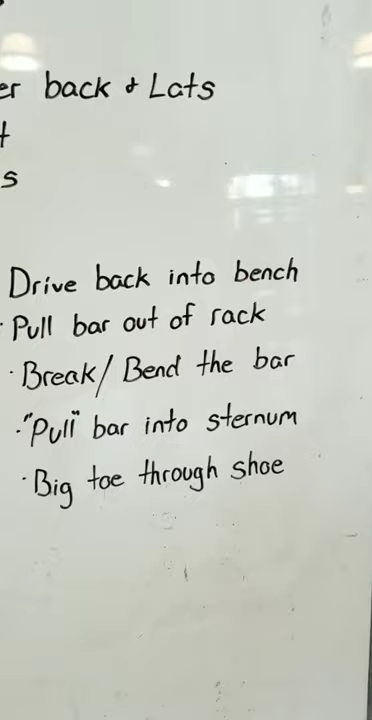 er back & Lats
t
s
Drive back into bench
· Pull bar out of rack
· Break/Bend the bar
· "Pull" bar into sternum
· Big toe through shoe